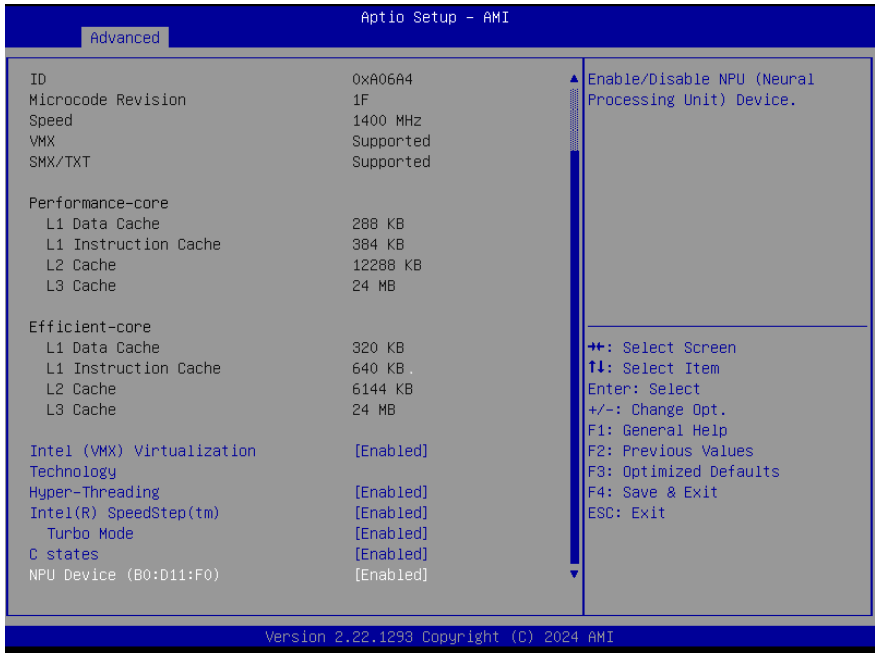 Aptio Setup – AMI
Advanced
ID 0xA06A4
Microcode Revision 1F
Speed 1400 MHz
VMX Supported
SMX/TXT Supported
Performance-core
L1 Data Cache 288 KB
L1 Instruction Cache 384 KB
L2 Cache 12288 KB
L3 Cache 24 MB
Efficient-core
L1 Data Cache 320 KB
L1 Instruction Cache 640 KB
L2 Cache 6144 KB
L3 Cache 24 MB
Intel (VMX) Virtualization [Enabled]
Technology
Hyper-Threading [Enabled]
Intel(R) SpeedStep(tm) [Enabled]
Turbo Mode [Enabled]
C states [Enabled]
NPU Device (B0:D11:F0) [Enabled]
Enable/Disable NPU (Neural
Processing Unit) Device.
→←: Select Screen
↑↓: Select Item
Enter: Select
+/-: Change Opt.
F1: General Help
F2: Previous Values
F3: Optimized Defaults
F4: Save & Exit
ESC: Exit
Version 2.22.1293 Copyright (C) 2024 AMI